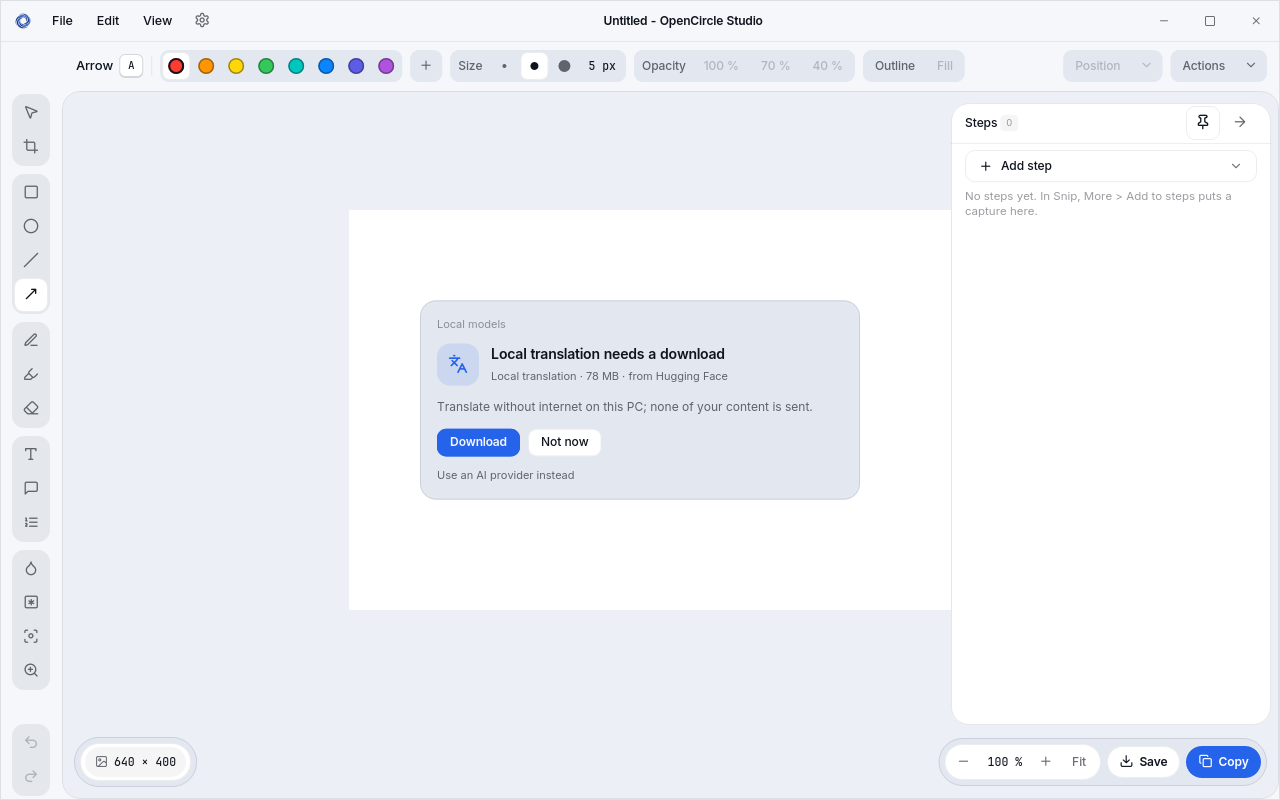 File Edit View
Untitled - OpenCircle Studio
Arrow A
Size 5 px
Opacity 100 % 70 % 40 %
Outline Fill
Position
Actions
Steps 0
Add step
No steps yet. In Snip, More > Add to steps puts a
capture here.
Local models
Local translation needs a download
Local translation · 78 MB · from Hugging Face
Translate without internet on this PC; none of your content is sent.
Download Not now
Use an AI provider instead
640 × 400
100 % Fit
Save
Copy